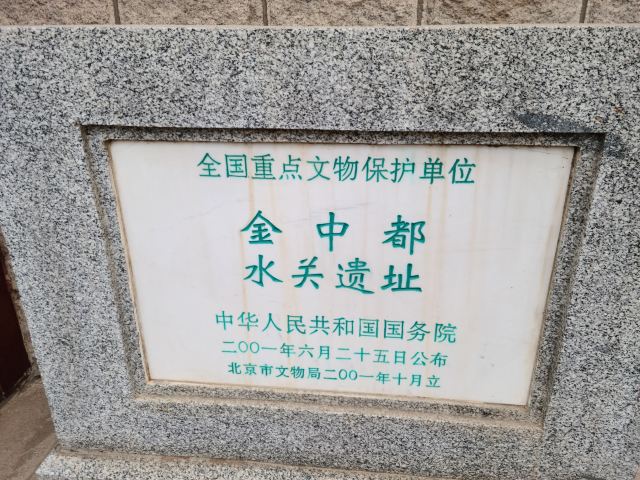 全国重点文物保护单位
金中都
水关遗址
中华人民共和国国务院
二〇〇一年六月二十五日公布
北京市文物局二〇〇一年十月立